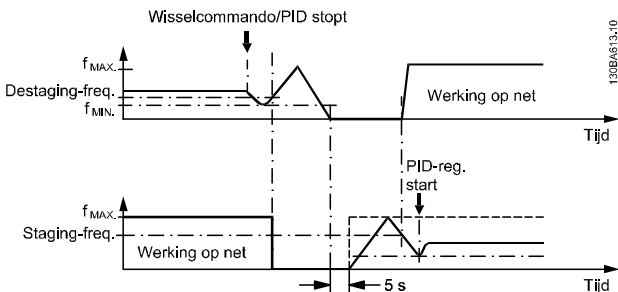 Wisselcommando/PID stopt
fMAX.
Destaging-freq.
fMIN.
Werking op net
Tijd
130BA613.10
PID-reg.
start
fMAX.
Staging-freq.
Werking op net
5 s
Tijd